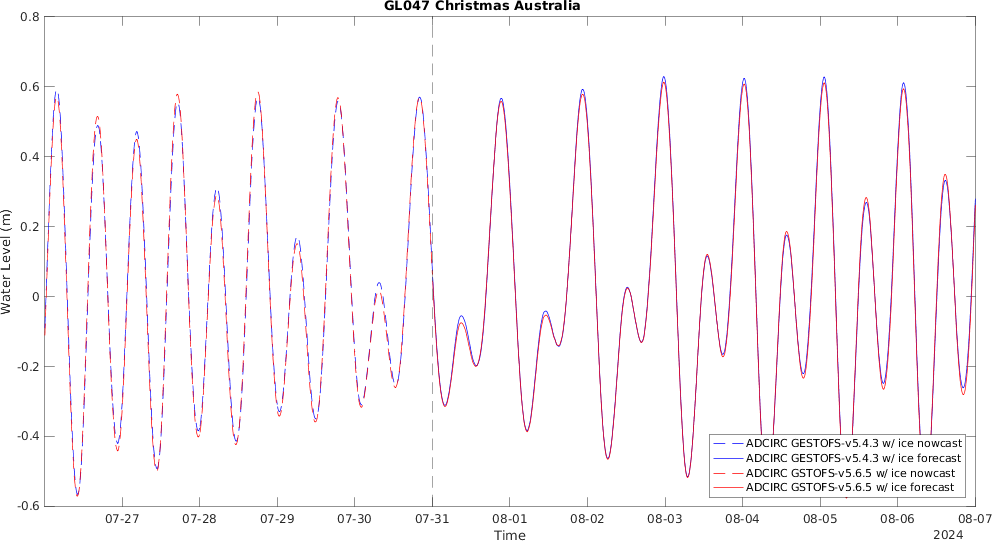 GL047 Christmas Australia
0.8
0.6
0.4
0.2
0
-0.2
-0.4
-0.6
Water Level (m)
ADCIRC GESTOFS-v5.4.3 w/ ice nowcast
ADCIRC GESTOFS-v5.4.3 w/ ice forecast
ADCIRC GSTOFS-v5.6.5 w/ ice nowcast
ADCIRC GSTOFS-v5.6.5 w/ ice forecast
07-27 07-28 07-29 07-30 07-31 08-01 08-02 08-03 08-04 08-05 08-06 08-07
Time
2024